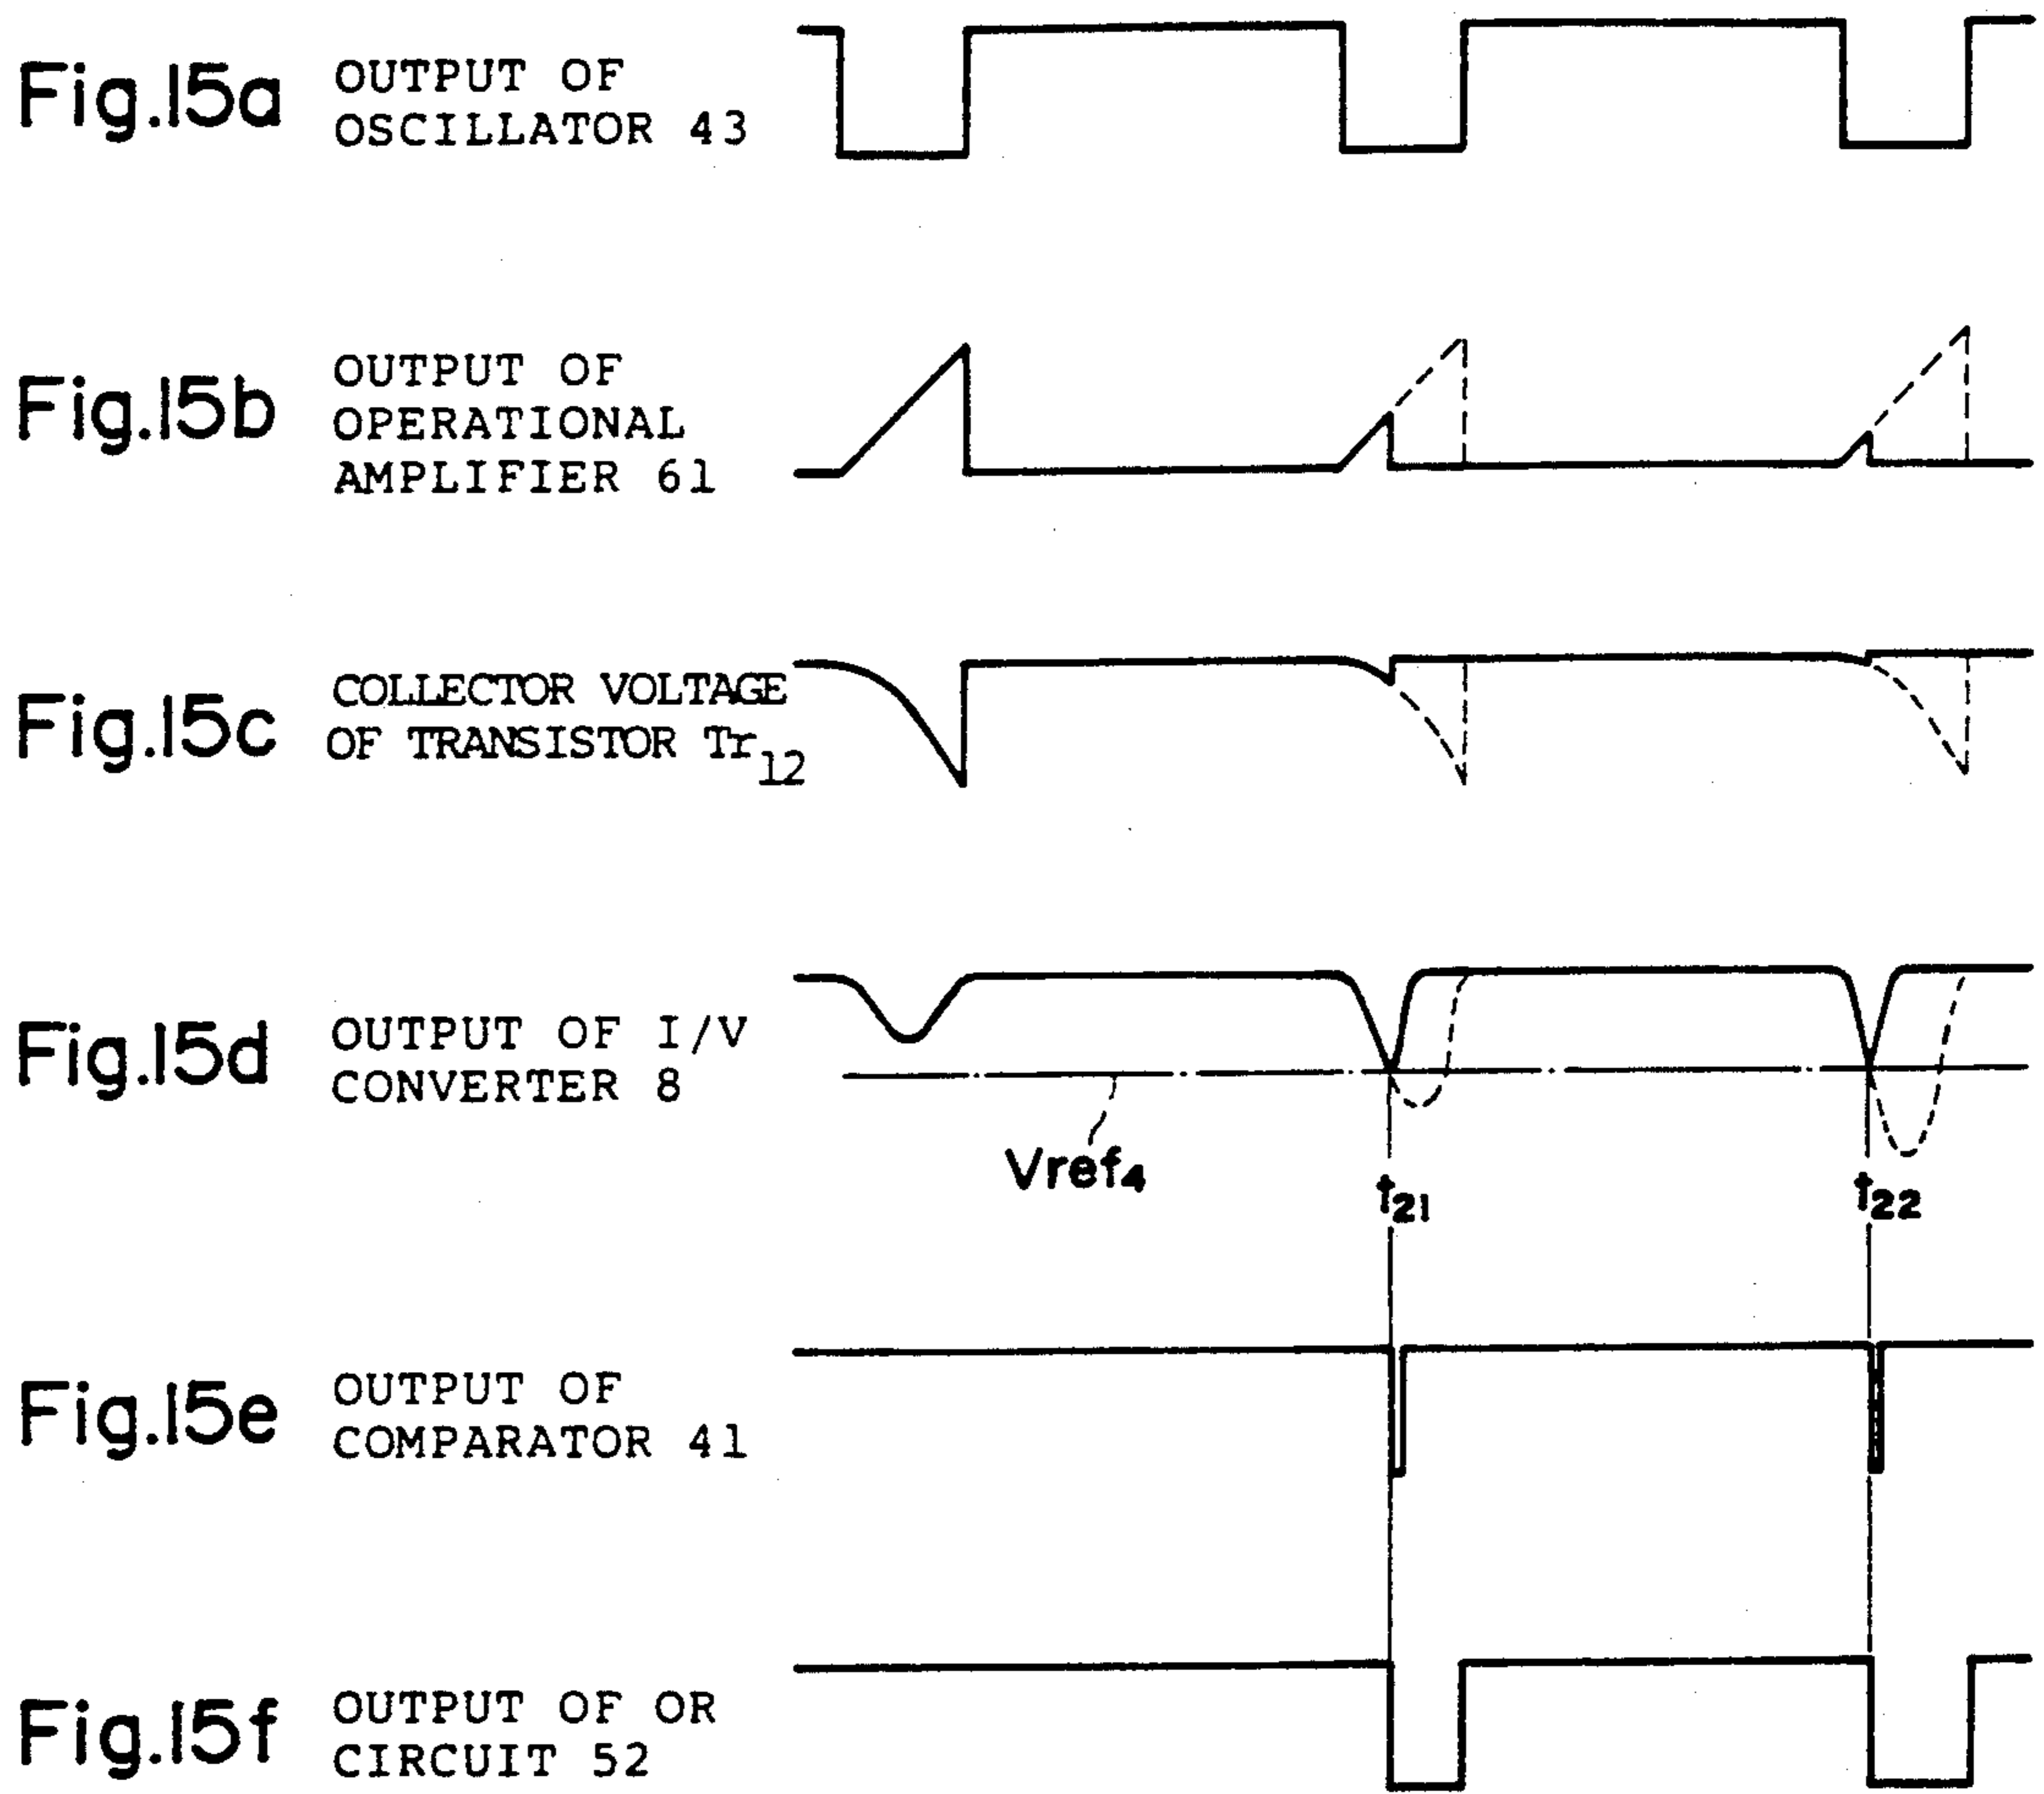 Fig.15a
OUTPUT OF
OSCILLATOR 43
Fig.15b
OUTPUT OF
OPERATIONAL
AMPLIFIER 61
Fig.15c
COLLECTOR VOLTAGE
OF TRANSISTOR Tr12
Fig.15d
OUTPUT OF I/V
CONVERTER 8
Vref4
t21
t22
Fig.15e
OUTPUT OF
COMPARATOR 41
Fig.15f
OUTPUT OF OR
CIRCUIT 52